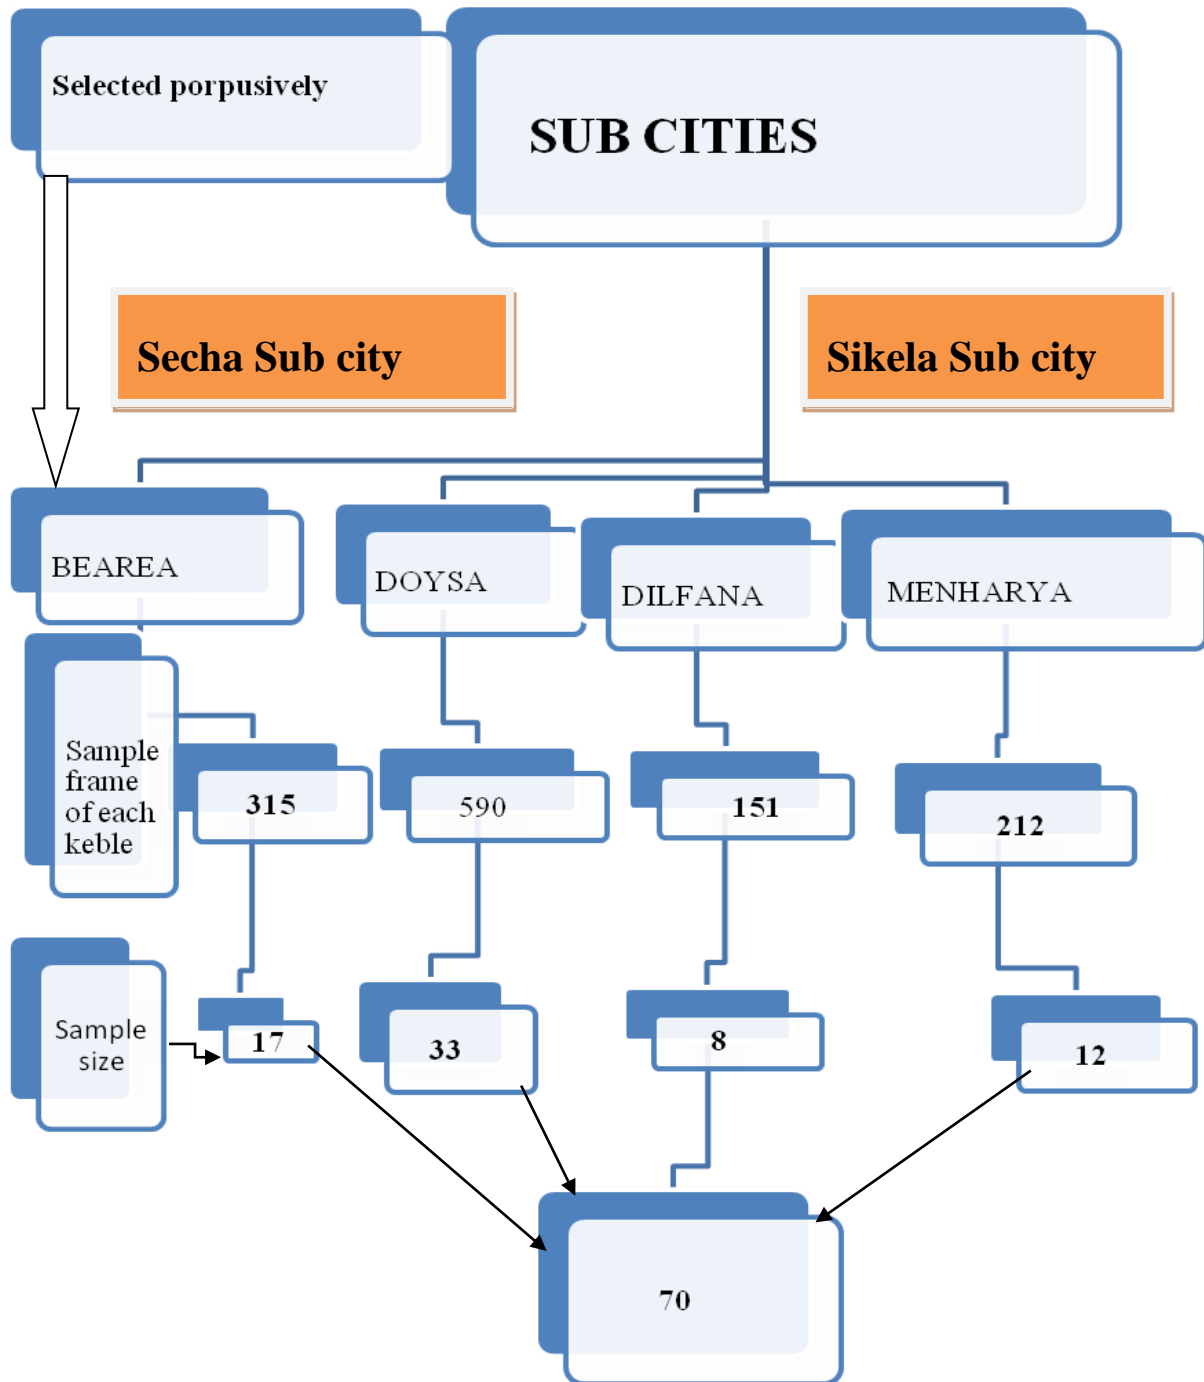 Selected porpusively
SUB CITIES
Secha Sub city
Sikela Sub city
BEAREA
DOYSA
DILFANA
MENHARYA
Sample
frame
of each
keble
315
590
151
212
Sample
size
17
33
8
12
70